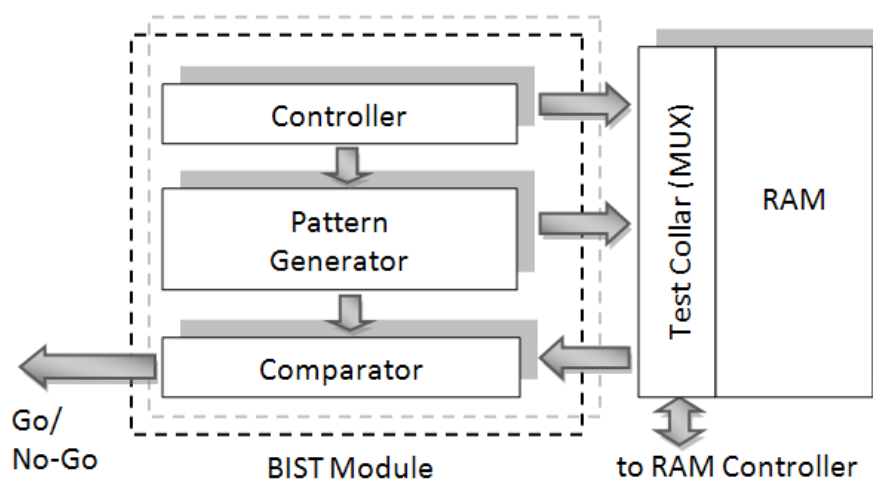 Controller
Pattern
Generator
Comparator
Test Collar (MUX)
RAM
Go/
No-Go
BIST Module
to RAM Controller